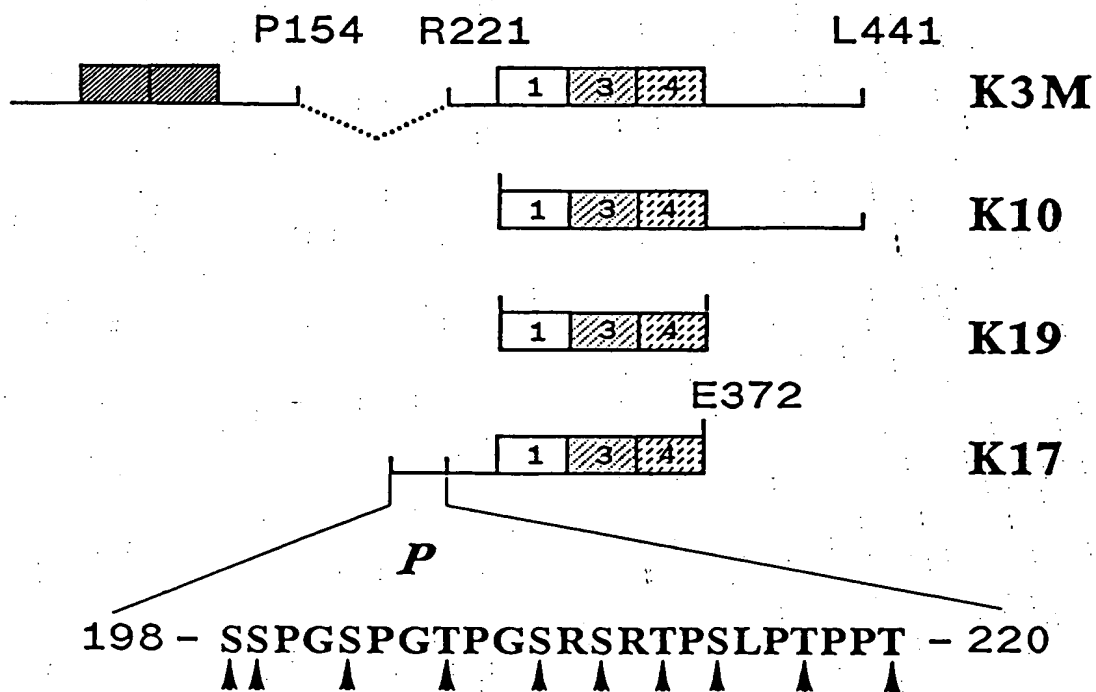 P154 R221 L441
1 3 4 K3M
1 3 4 K10
1 3 4 K19
E372
1 3 4 K17
P
198 - SSPGSPGTPGSRSRTPSLPTPPT - 220